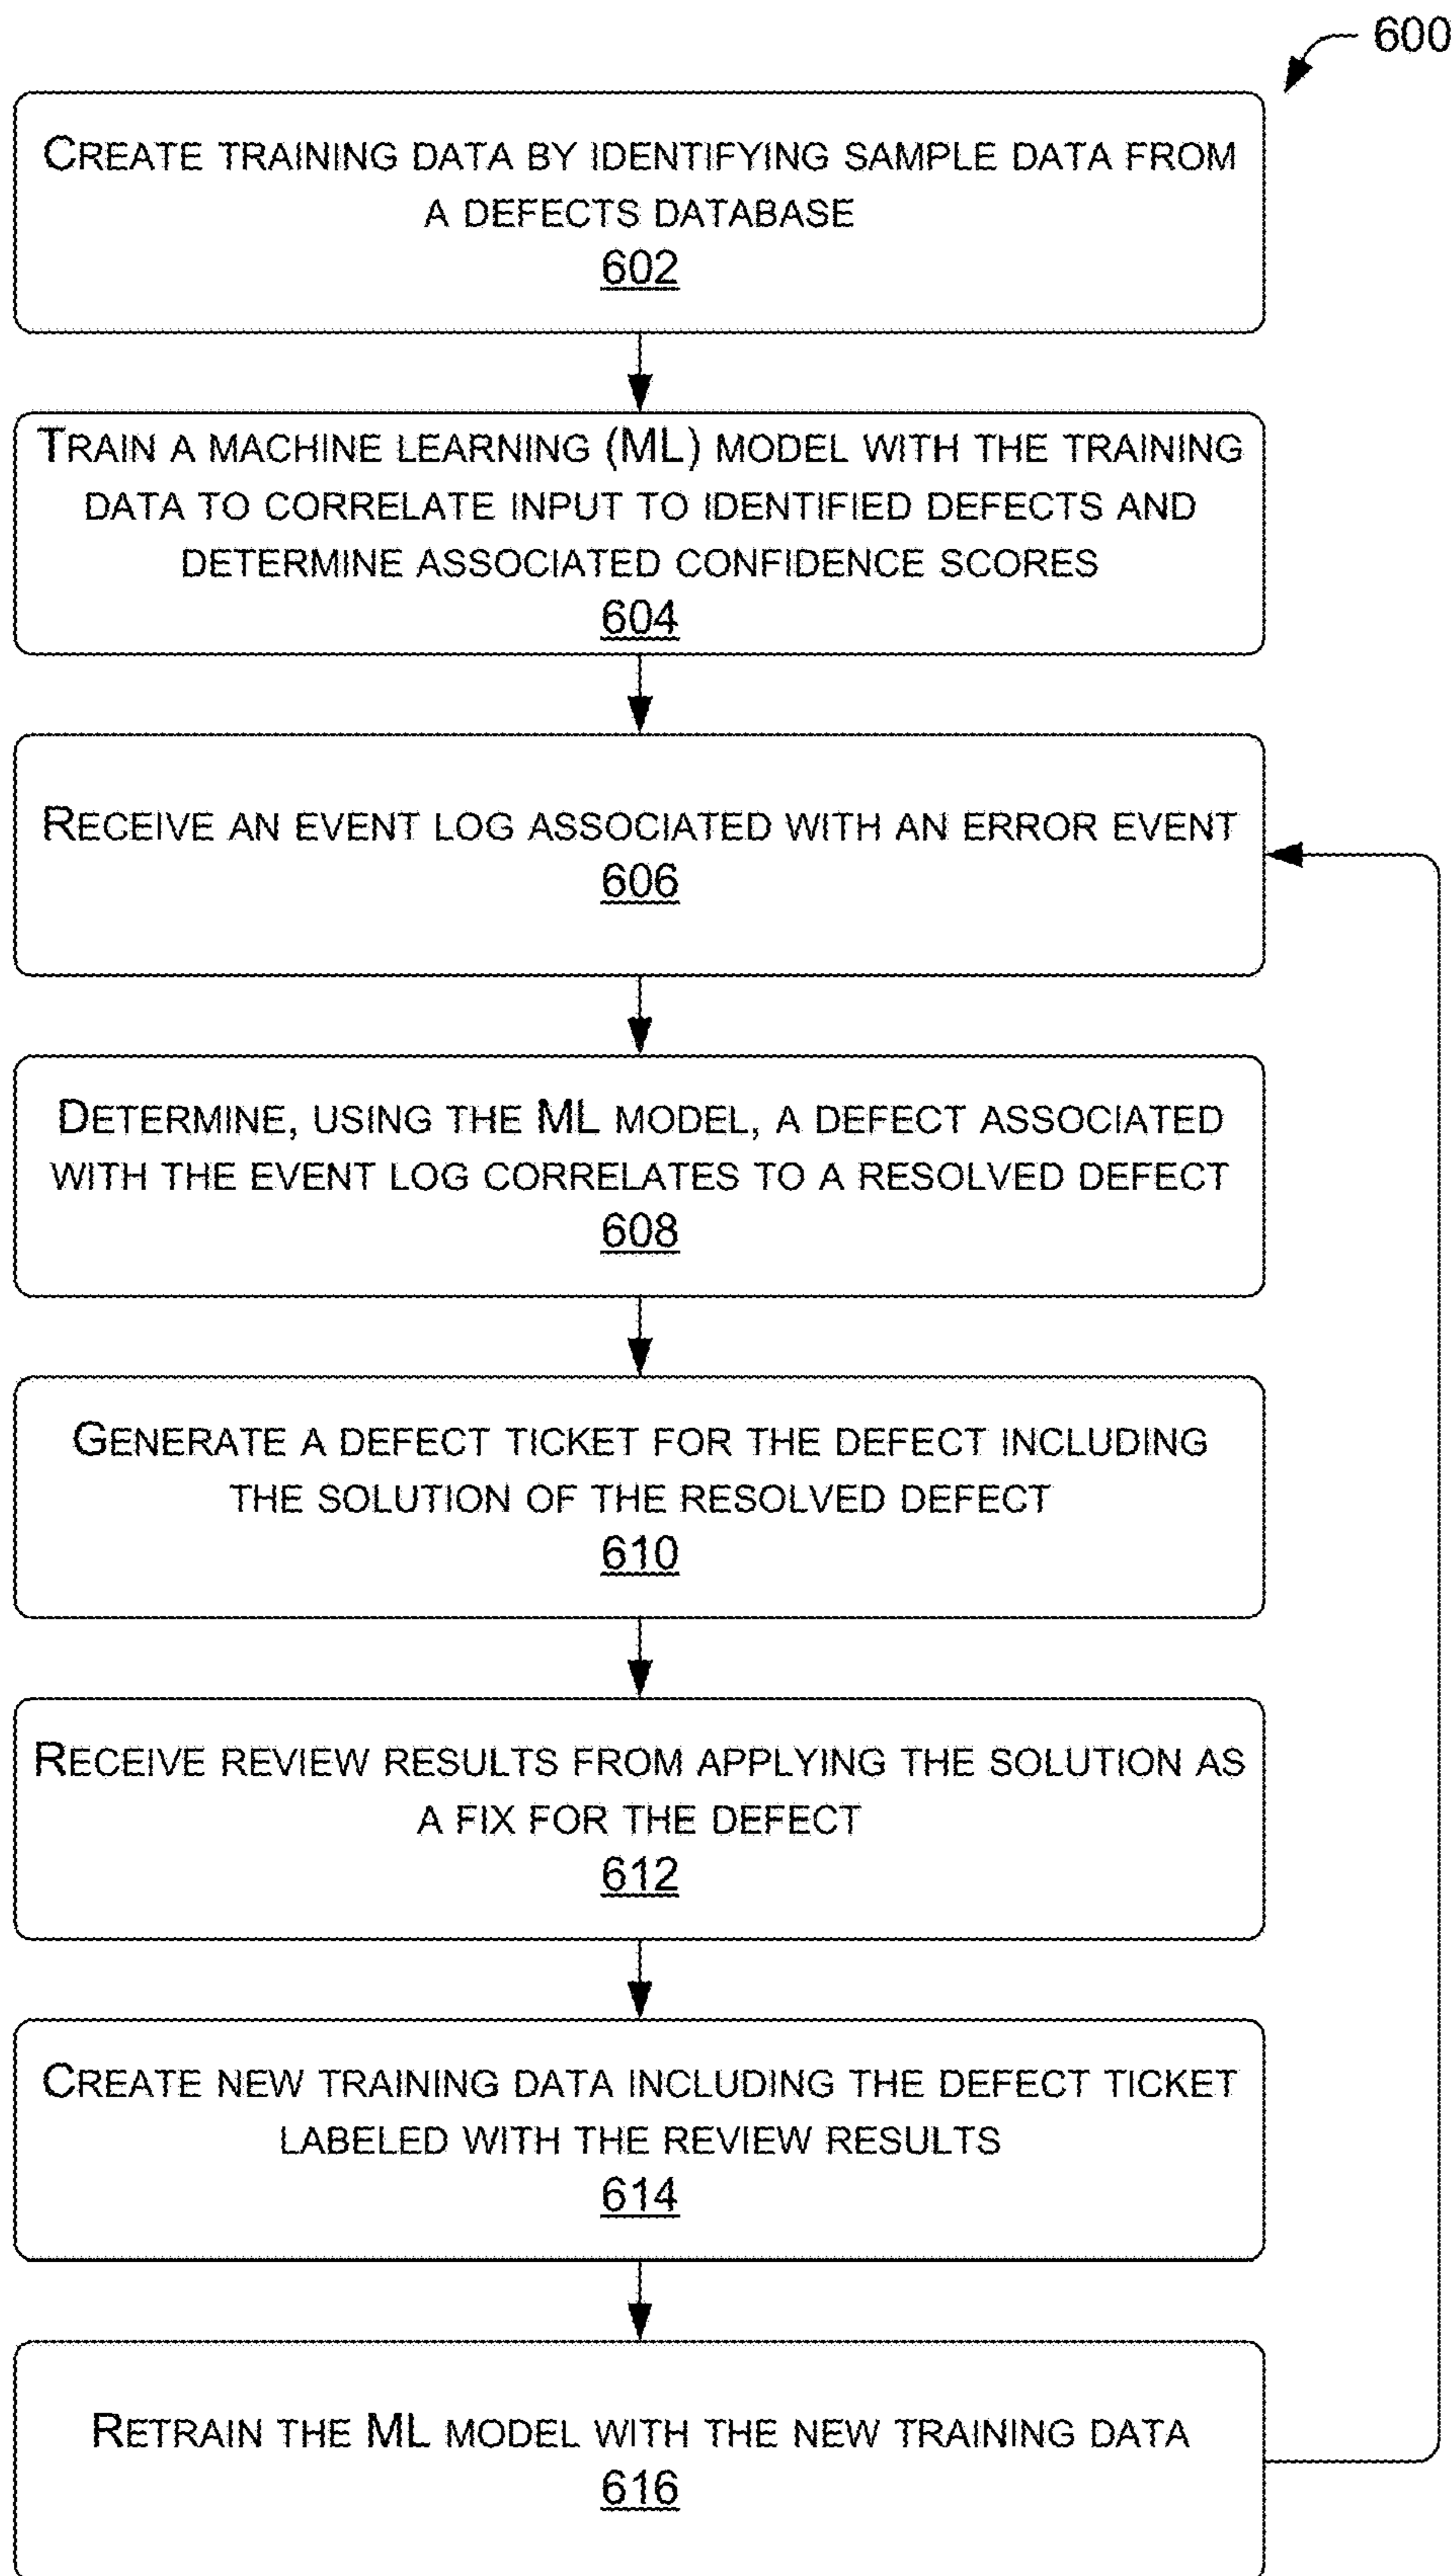 600
CREATE TRAINING DATA BY IDENTIFYING SAMPLE DATA FROM
A DEFECTS DATABASE
602
TRAIN A MACHINE LEARNING (ML) MODEL WITH THE TRAINING
DATA TO CORRELATE INPUT TO IDENTIFIED DEFECTS AND
DETERMINE ASSOCIATED CONFIDENCE SCORES
604
RECEIVE AN EVENT LOG ASSOCIATED WITH AN ERROR EVENT
606
DETERMINE, USING THE ML MODEL, A DEFECT ASSOCIATED
WITH THE EVENT LOG CORRELATES TO A RESOLVED DEFECT
608
GENERATE A DEFECT TICKET FOR THE DEFECT INCLUDING
THE SOLUTION OF THE RESOLVED DEFECT
610
RECEIVE REVIEW RESULTS FROM APPLYING THE SOLUTION AS
A FIX FOR THE DEFECT
612
CREATE NEW TRAINING DATA INCLUDING THE DEFECT TICKET
LABELED WITH THE REVIEW RESULTS
614
RETRAIN THE ML MODEL WITH THE NEW TRAINING DATA
616